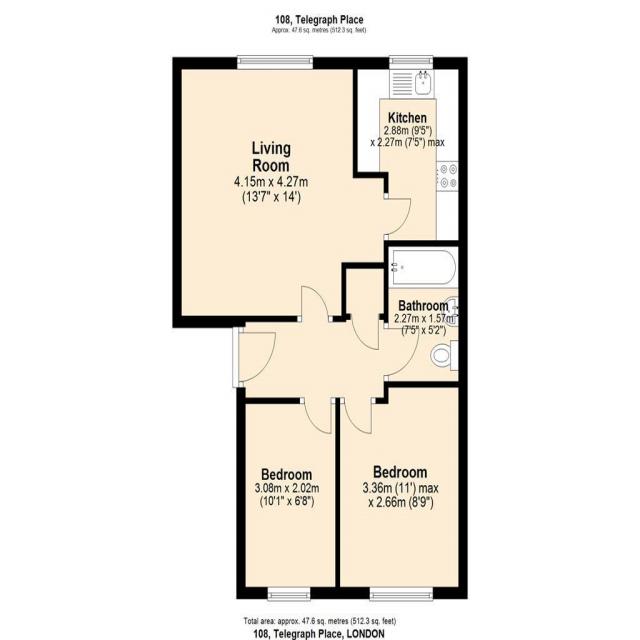 108, Telegraph Place
Approx. 47.6 sq. metres (512.3 sq. feet)
Kitchen
2.88m (9'5")
x 2.27m (7'5") max
Living
Room
4.15m x 4.27m
(13'7" x 14')
Bathroom
2.27m x 1.57m
(7'5" x 5'2")
Bedroom
3.08m x 2.02m
(10'1" x 6'8")
Bedroom
3.36m (11') max
x 2.66m (8'9")
Total area: approx. 47.6 sq. metres (512.3 sq. feet)
108, Telegraph Place, LONDON